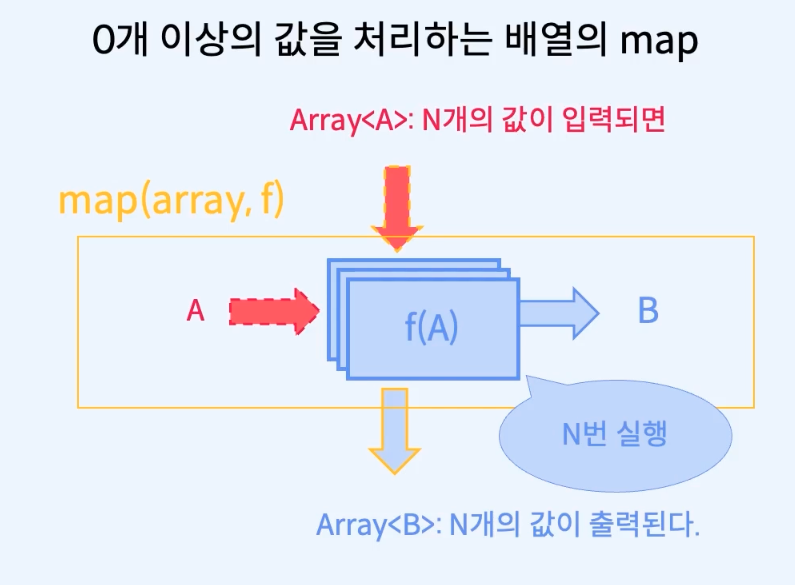 0개 이상의 값을 처리하는 배열의 map
Array<A>: N개의 값이 입력되면
map(array, f)
A
f(A)
B
N번 실행
Array<B>: N개의 값이 출력된다.